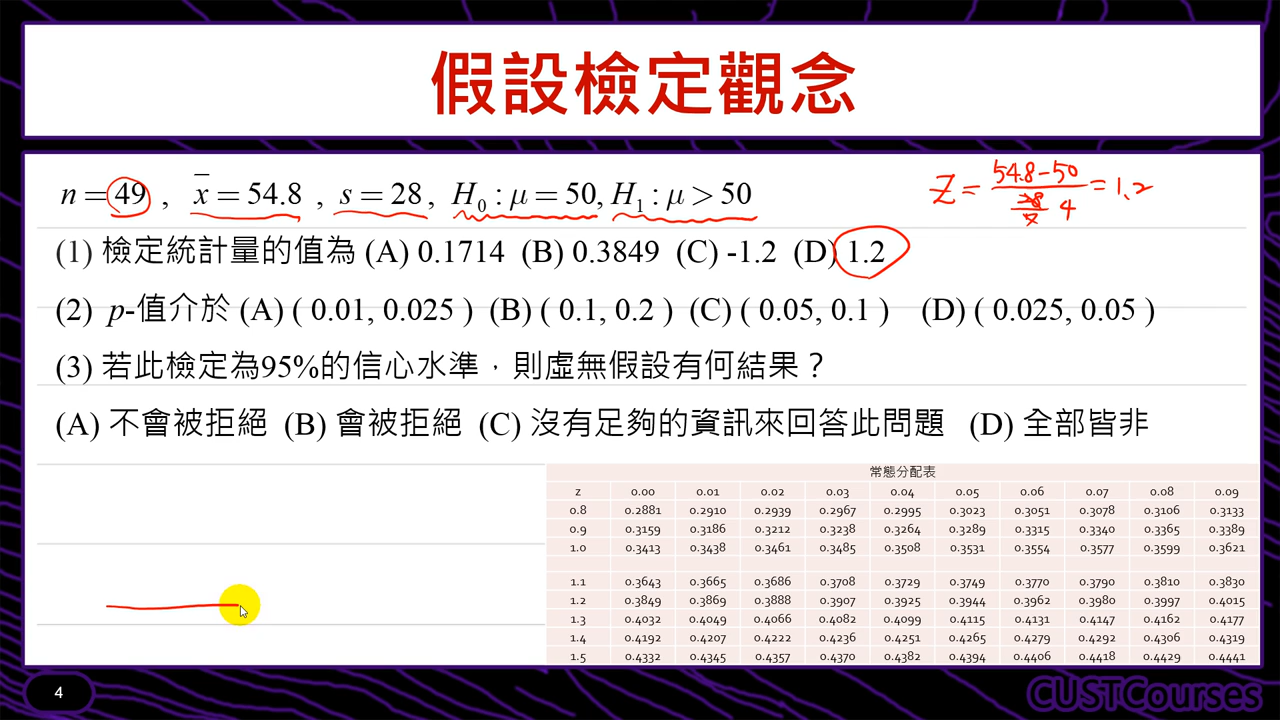 假設檢定觀念
n = 49 , x̄ = 54.8 , s = 28, H₀ : μ = 50, H₁ : μ > 50
Z = (54.8-50) / (28/7) 4 = 1.2
(1) 檢定統計量的值為 (A) 0.1714 (B) 0.3849 (C) -1.2 (D) 1.2
(2) p-值介於 (A) ( 0.01, 0.025 ) (B) ( 0.1, 0.2 ) (C) ( 0.05, 0.1 ) (D) ( 0.025, 0.05 )
(3) 若此檢定為95%的信心水準，則虛無假設有何結果？
(A) 不會被拒絕 (B) 會被拒絕 (C) 沒有足夠的資訊來回答此問題 (D) 全部皆非
常態分配表
z 0.00 0.01 0.02 0.03 0.04 0.05 0.06 0.07 0.08 0.09
0.8 0.2881 0.2910 0.2939 0.2967 0.2995 0.3023 0.3051 0.3078 0.3106 0.3133
0.9 0.3159 0.3186 0.3212 0.3238 0.3264 0.3289 0.3315 0.3340 0.3365 0.3389
1.0 0.3413 0.3438 0.3461 0.3485 0.3508 0.3531 0.3554 0.3577 0.3599 0.3621
1.1 0.3643 0.3665 0.3686 0.3708 0.3729 0.3749 0.3770 0.3790 0.3810 0.3830
1.2 0.3849 0.3869 0.3888 0.3907 0.3925 0.3944 0.3962 0.3980 0.3997 0.4015
1.3 0.4032 0.4049 0.4066 0.4082 0.4099 0.4115 0.4131 0.4147 0.4162 0.4177
1.4 0.4192 0.4207 0.4222 0.4236 0.4251 0.4265 0.4279 0.4292 0.4306 0.4319
1.5 0.4332 0.4345 0.4357 0.4370 0.4382 0.4394 0.4406 0.4418 0.4429 0.4441
4
CUSTCourses